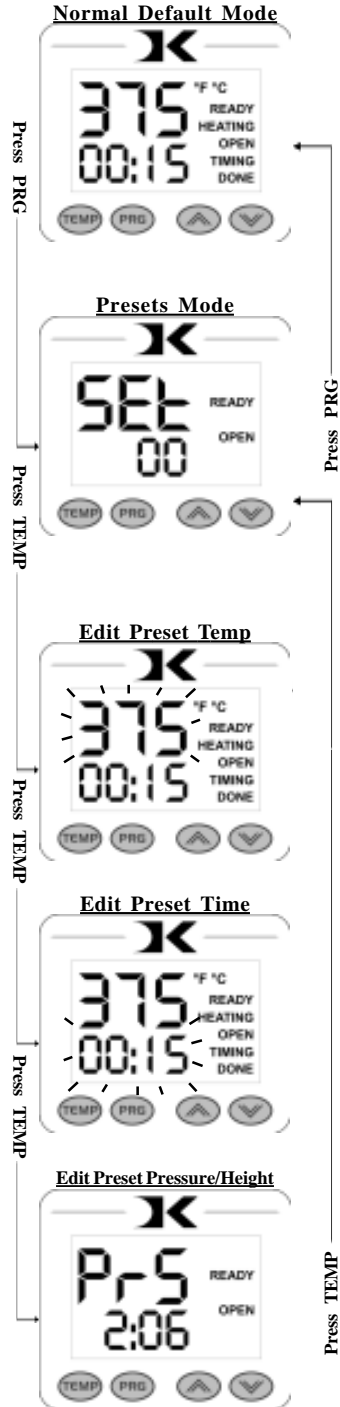 Normal Default Mode
375 °F °C
READY
HEATING
OPEN
00:15 TIMING
DONE
TEMP PRG
Press PRG
Presets Mode
SEt READY
OPEN
00
TEMP PRG
Press PRG
Press TEMP
Edit Preset Temp
375 °F °C
READY
HEATING
OPEN
00:15 TIMING
DONE
TEMP PRG
Press TEMP
Edit Preset Time
375 °F °C
READY
HEATING
OPEN
00:15 TIMING
DONE
TEMP PRG
Press TEMP
Edit Preset Pressure/Height
PrS READY
OPEN
2:06
TEMP PRG
Press TEMP